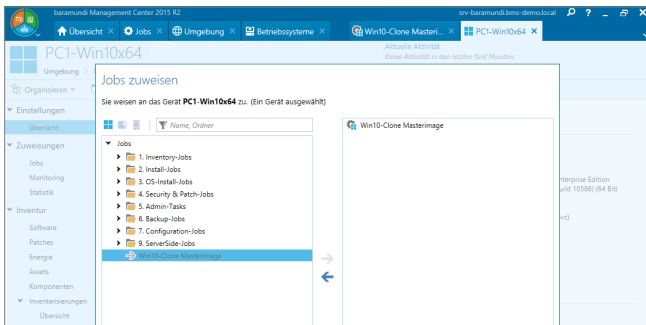 baramundi Management Center 2015 R2
srv-baramundi.bms-demo.local
Übersicht
Jobs
Umgebung
Betriebssysteme
Win10-Clone Masteri...
PC1-Win10x64
PC1-Win10x64
Aktuelle Aktivität
Keine Aktivität in den letzten fünf Minuten.
Umgebung
Organisieren
Jobs zuweisen
Sie weisen an das Gerät PC1-Win10x64 zu. (Ein Gerät ausgewählt)
Name, Ordner
Win10-Clone Masterimage
Jobs
1. Inventory-Jobs
2. Install-Jobs
3. OS-Install-Jobs
4. Security & Patch-Jobs
5. Admin-Tasks
6. Backup-Jobs
7. Configuration-Jobs
9. ServerSide-Jobs
Win10-Clone Masterimage
Einstellungen
Übersicht
Zuweisungen
Jobs
Monitoring
Statistik
Inventur
Software
Patches
Energie
Assets
Komponenten
Inventarisierungen
Übersicht
nterprise Edition
uild 10586) (64 Bit)